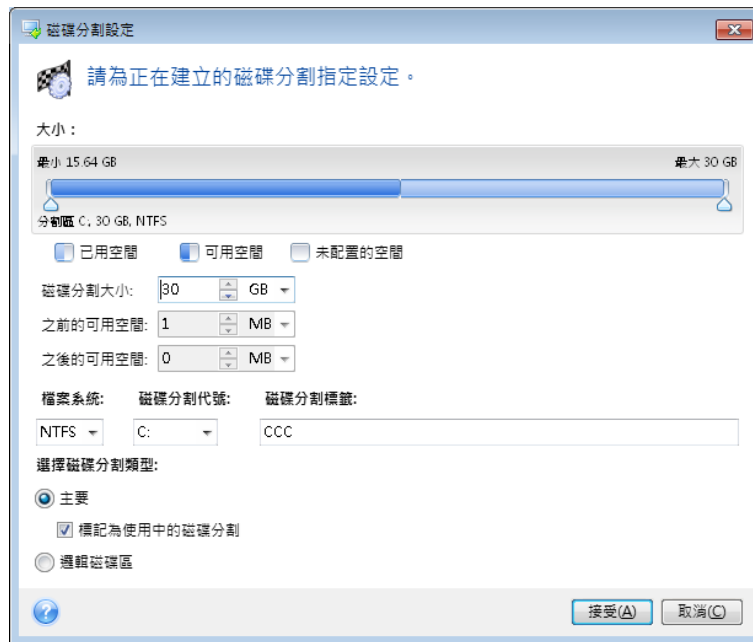 磁碟分割設定
請為正在建立的磁碟分割指定設定。
大小：
最小 15.64 GB 最大 30 GB
分割區 C:, 30 GB, NTFS
已用空間 可用空間 未配置的空間
磁碟分割大小: 30 GB
之前的可用空間: 1 MB
之後的可用空間: 0 MB
檔案系統: 磁碟分割代號: 磁碟分割標籤:
NTFS C: CCC
選擇磁碟分割類型:
主要
標記為使用中的磁碟分割
邏輯磁碟區
? 接受(A) 取消(C)